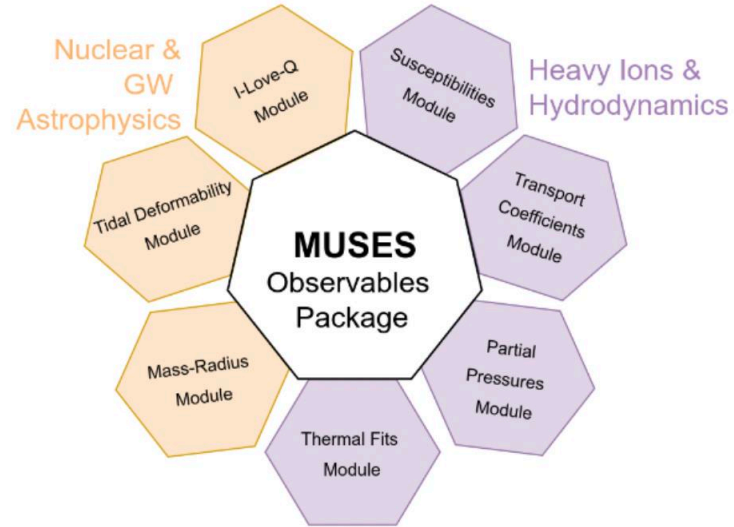 Nuclear &
GW
Astrophysics
I-Love-Q
Module
Susceptibilities
Module
Heavy Ions &
Hydrodynamics
Tidal Deformability
Module
Transport
Coefficients
Module
MUSES
Observables
Package
Mass-Radius
Module
Partial
Pressures
Module
Thermal Fits
Module